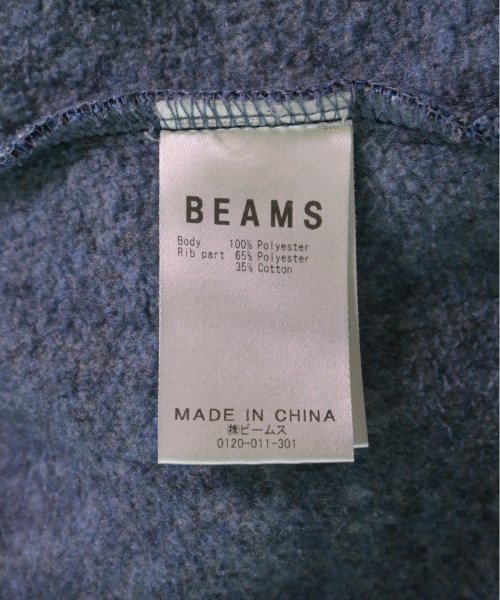 BEAMS
Body 100% Polyester
Rib part 65% Polyester
35% Cotton
MADE IN CHINA
㈱ビームス
0120-011-301